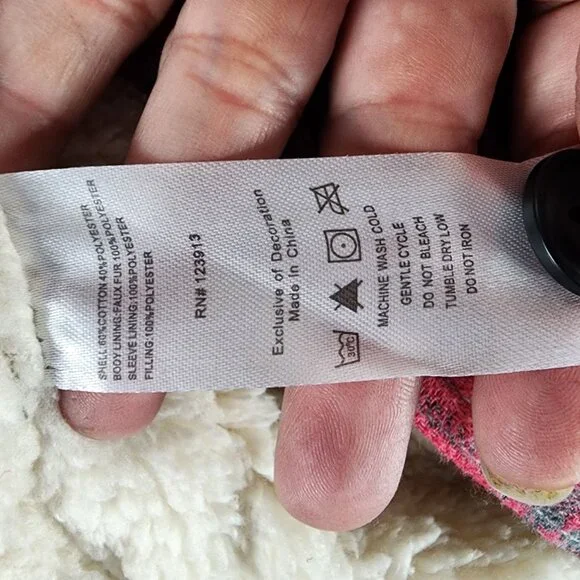 SHELL:60%COTTON 40%POLYESTER
BODY LINING:FAUX FUR 100%POLYESTER
SLEEVE LINING:100%POLYESTER
FILLING:100%POLYESTER
RN# 123913
Exclusive of Decoration
Made in China
30°C
MACHINE WASH COLD
GENTLE CYCLE
DO NOT BLEACH
TUMBLE DRY LOW
DO NOT IRON